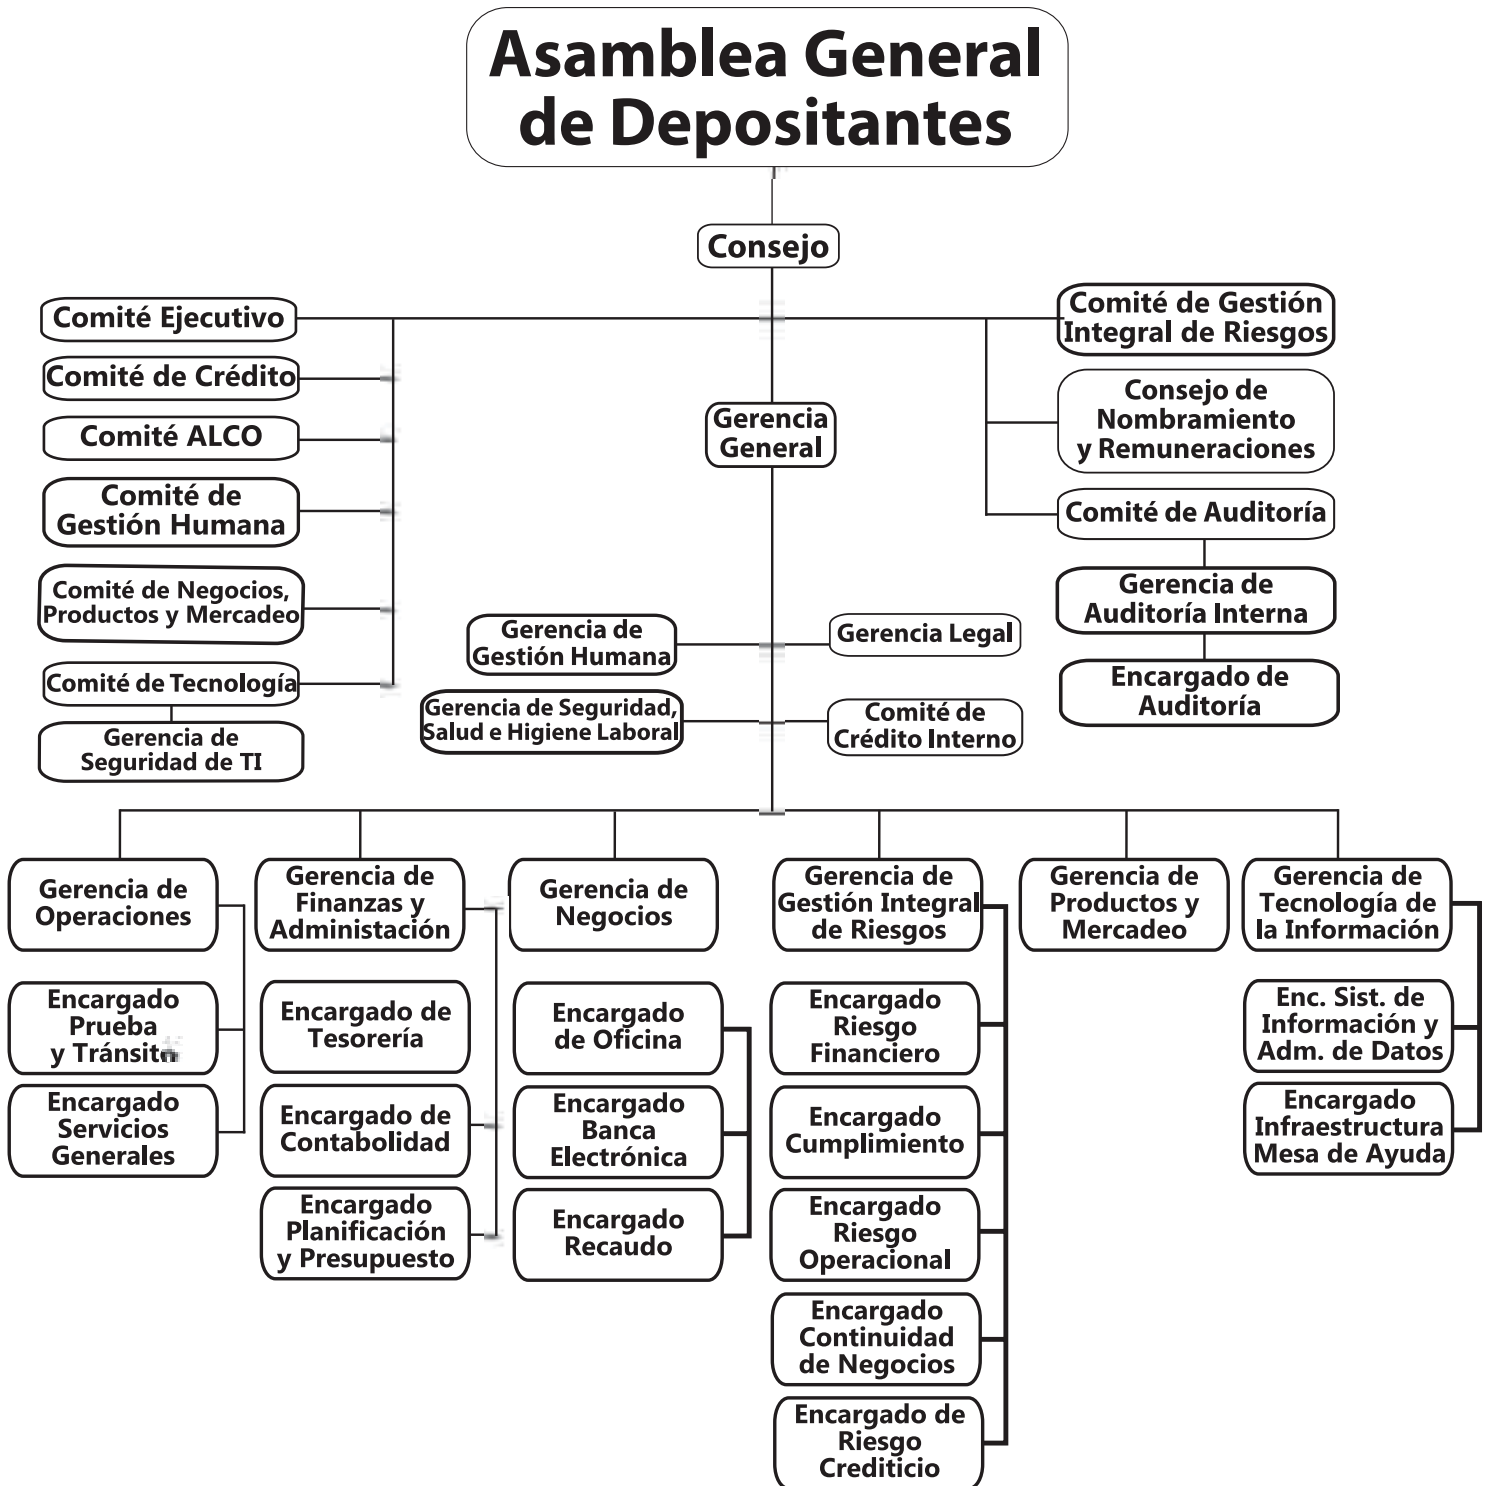 Asamblea General
de Depositantes
Consejo
Comité Ejecutivo
Comité de Crédito
Comité ALCO
Comité de
Gestión Humana
Comité de Negocios,
Productos y Mercadeo
Comité de Tecnología
Gerencia de
Seguridad de TI
Comité de Gestión
Integral de Riesgos
Consejo de
Nombramiento
y Remuneraciones
Comité de Auditoría
Gerencia de
Auditoría Interna
Encargado de
Auditoría
Gerencia
General
Gerencia de
Gestión Humana
Gerencia Legal
Gerencia de Seguridad,
Salud e Higiene Laboral
Comité de
Crédito Interno
Gerencia de
Operaciones
Encargado
Prueba
y Tránsito
Encargado
Servicios
Generales
Gerencia de
Finanzas y
Administación
Encargado de
Tesorería
Encargado de
Contabolidad
Encargado
Planificación
y Presupuesto
Gerencia de
Negocios
Encargado
de Oficina
Encargado
Banca
Electrónica
Encargado
Recaudo
Gerencia de
Gestión Integral
de Riesgos
Encargado
Riesgo
Financiero
Encargado
Cumplimiento
Encargado
Riesgo
Operacional
Encargado
Continuidad
de Negocios
Encargado de
Riesgo
Crediticio
Gerencia de
Productos y
Mercadeo
Gerencia de
Tecnología de
la Información
Enc. Sist. de
Información y
Adm. de Datos
Encargado
Infraestructura
Mesa de Ayuda